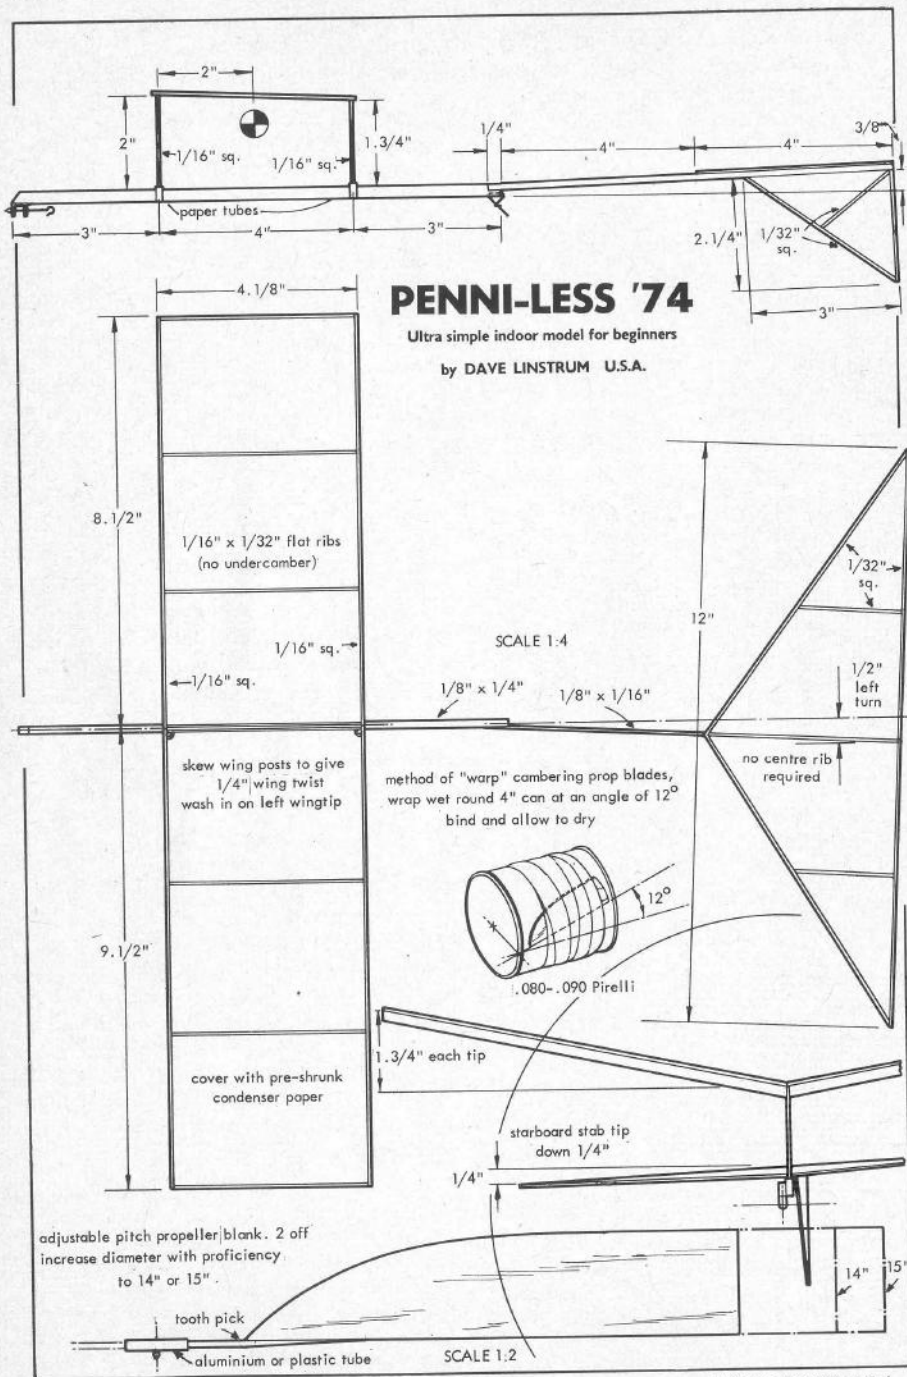 2"
2"
1/16" sq.
1/16" sq.
1.3/4"
1/4"
4"
4"
3/8"
paper tubes
3"
4"
3"
2.1/4"
1/32"
sq.
3"
4.1/8"
PENNI-LESS '74
Ultra simple indoor model for beginners
by DAVE LINSTRUM U.S.A.
8.1/2"
1/16" x 1/32" flat ribs
(no undercamber)
1/16" sq.
1/16" sq.
SCALE 1:4
12"
1/32"
sq.
1/8" x 1/4"
1/8" x 1/16"
1/2"
left
turn
no centre rib
required
skew wing posts to give
1/4" wing twist
wash in on left wingtip
method of "warp" cambering prop blades,
wrap wet round 4" can at an angle of 12°
bind and allow to dry
12°
.080-.090 Pirelli
9.1/2"
1.3/4" each tip
cover with pre-shrunk
condenser paper
starboard stab tip
down 1/4"
1/4"
adjustable pitch propeller blank. 2 off
increase diameter with proficiency
to 14" or 15".
tooth pick
aluminium or plastic tube
SCALE 1:2
14"
15"